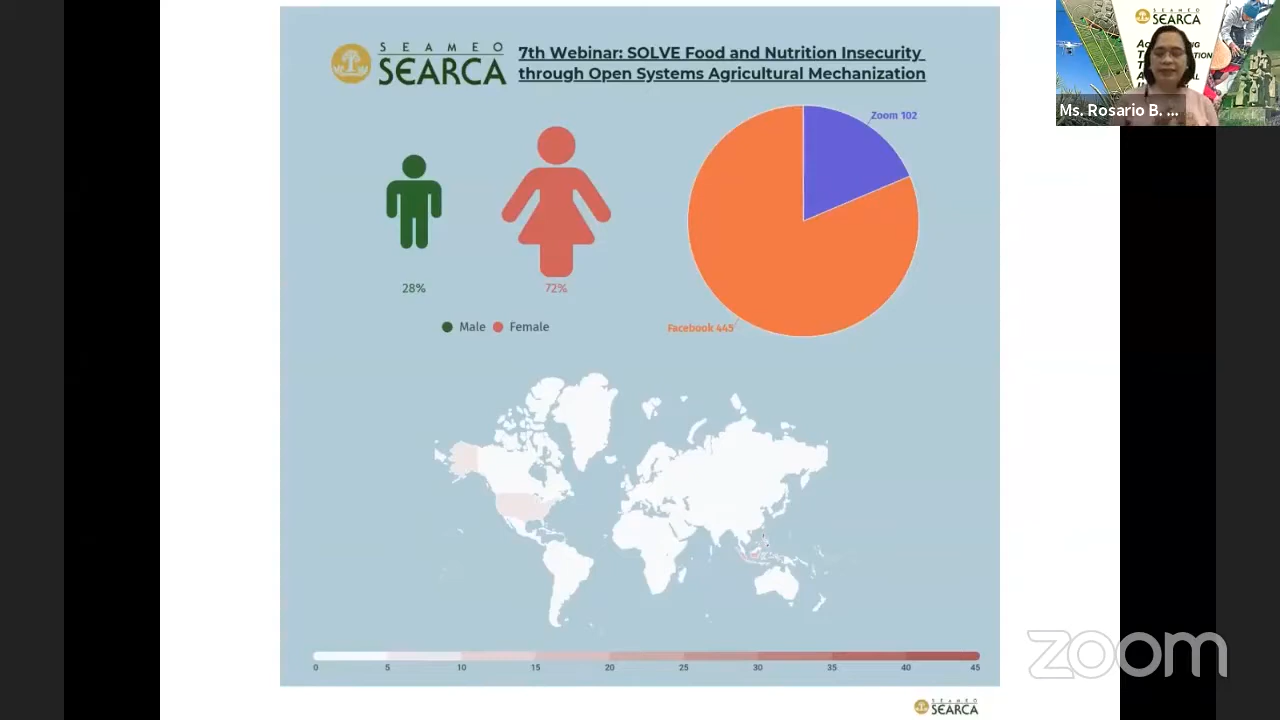 SEAMEO
SEARCA
7th Webinar: SOLVE Food and Nutrition Insecurity
through Open Systems Agricultural Mechanization
28%
72%
Male
Female
Zoom 102
Facebook 445
0
5
10
15
20
25
30
35
40
45
SEAMEO
SEARCA
SEAMEO
SEARCA
Ms. Rosario B. ...
zoom